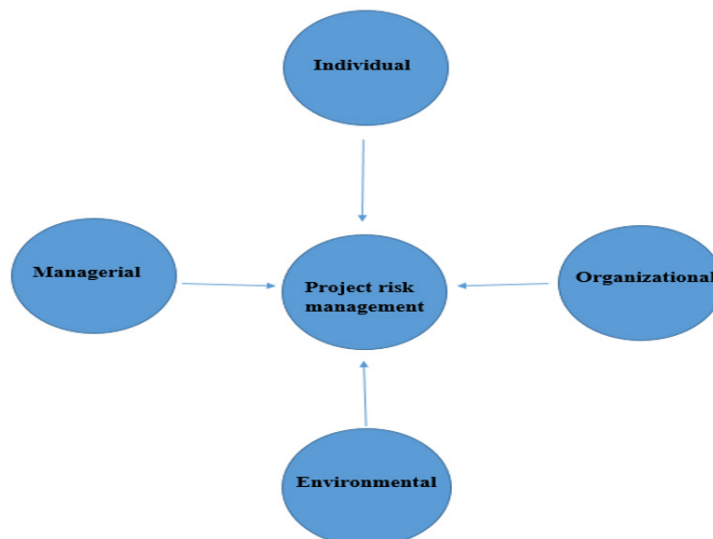 Individual
Managerial
Organizational
Project risk
management
Environmental